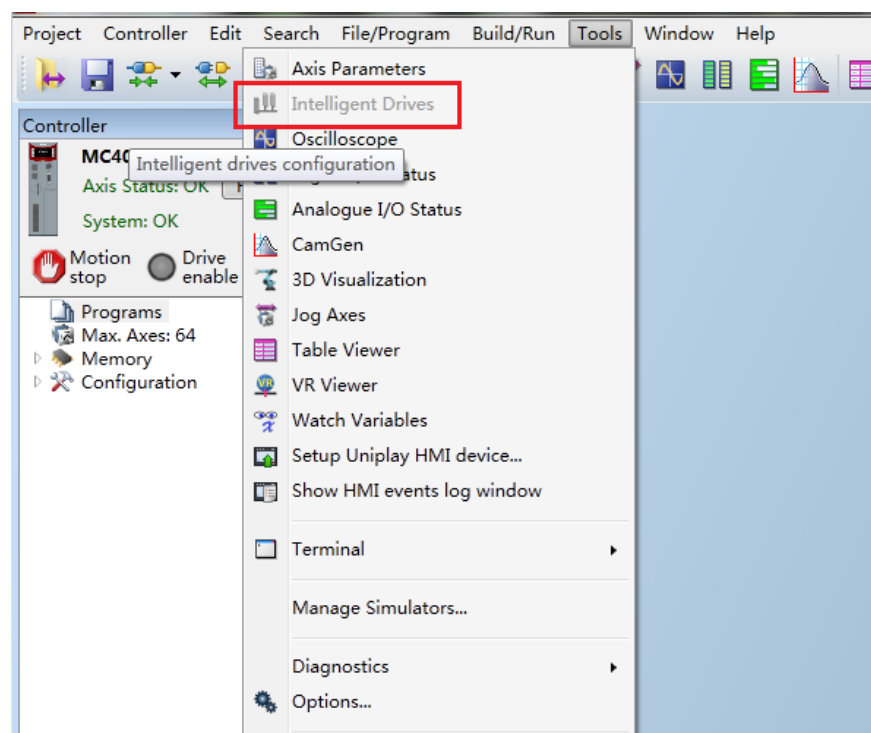 Project Controller Edit Search File/Program Build/Run Tools Window Help
Axis Parameters
Intelligent Drives
Controller
Oscilloscope
Intelligent drives configuration
Axis Status: OK
Analogue I/O Status
System: OK
CamGen
Motion stop
Drive enable
3D Visualization
Programs
Jog Axes
Max. Axes: 64
Table Viewer
Memory
Configuration
VR Viewer
Watch Variables
Setup Uniplay HMI device...
Show HMI events log window
Terminal
Manage Simulators...
Diagnostics
Options...